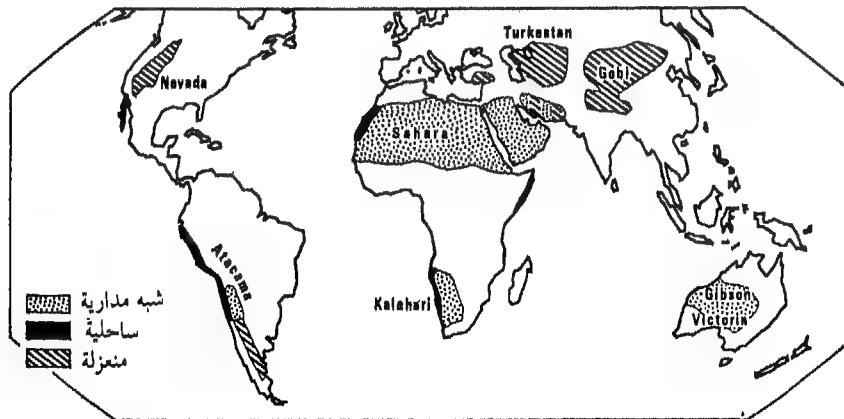 Turkestan
Nevada
Gobi
Sahara
Atacama
Kalahari
Gibson
Victoria
شبه مدارية
ساحلية
منعزلة